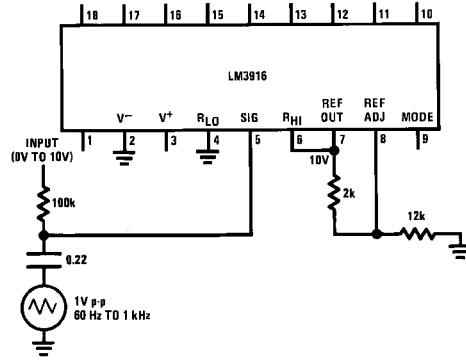 18 17 16 15 14 13 12 11 10
LM3916
V− V+ RLO SIG RHI REF OUT REF ADJ MODE
1 2 3 4 5 6 7 8 9
INPUT
(0V TO 10V)
10V
100k
2k
12k
0.22
1V p-p
60 Hz TO 1 kHz